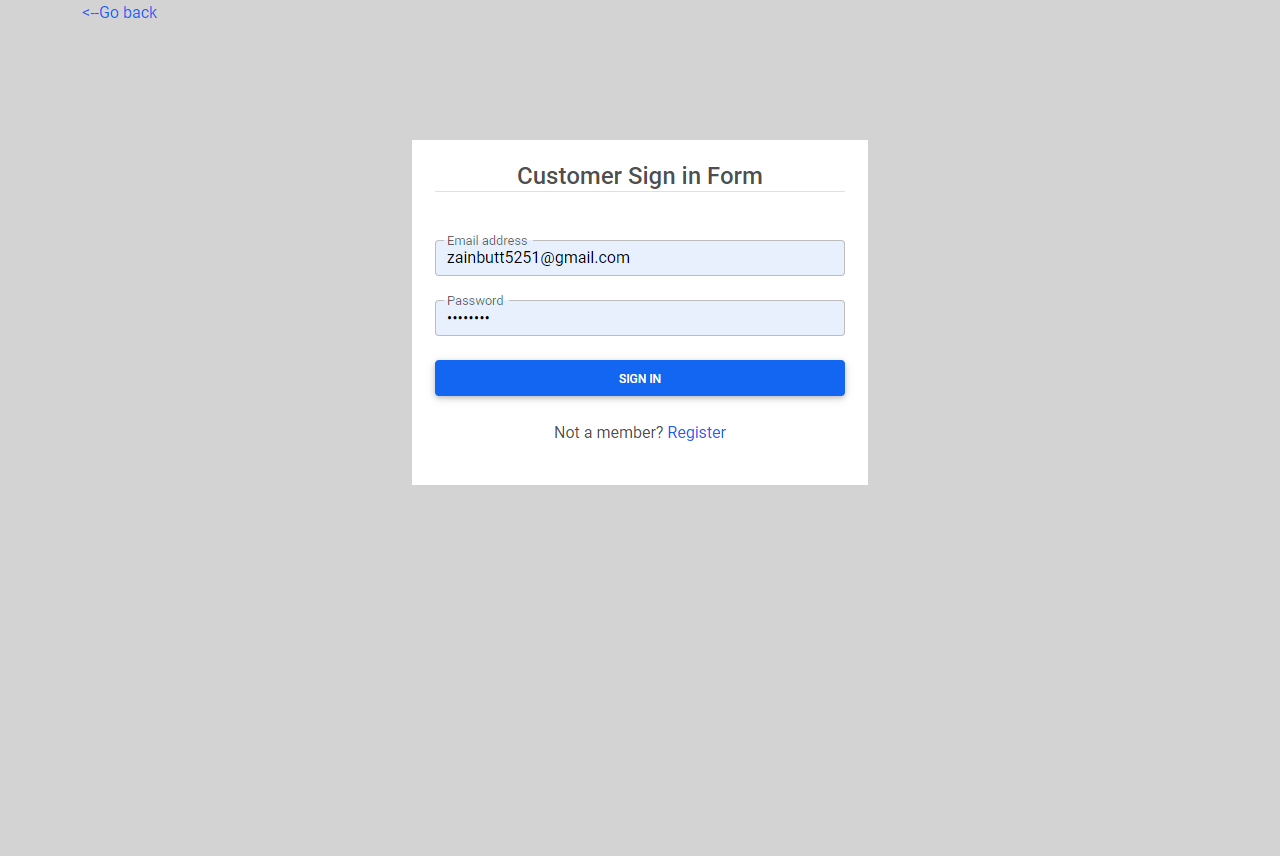 <--Go back
Customer Sign in Form
Email address
zainbutt5251@gmail.com
Password
••••••••
SIGN IN
Not a member? Register